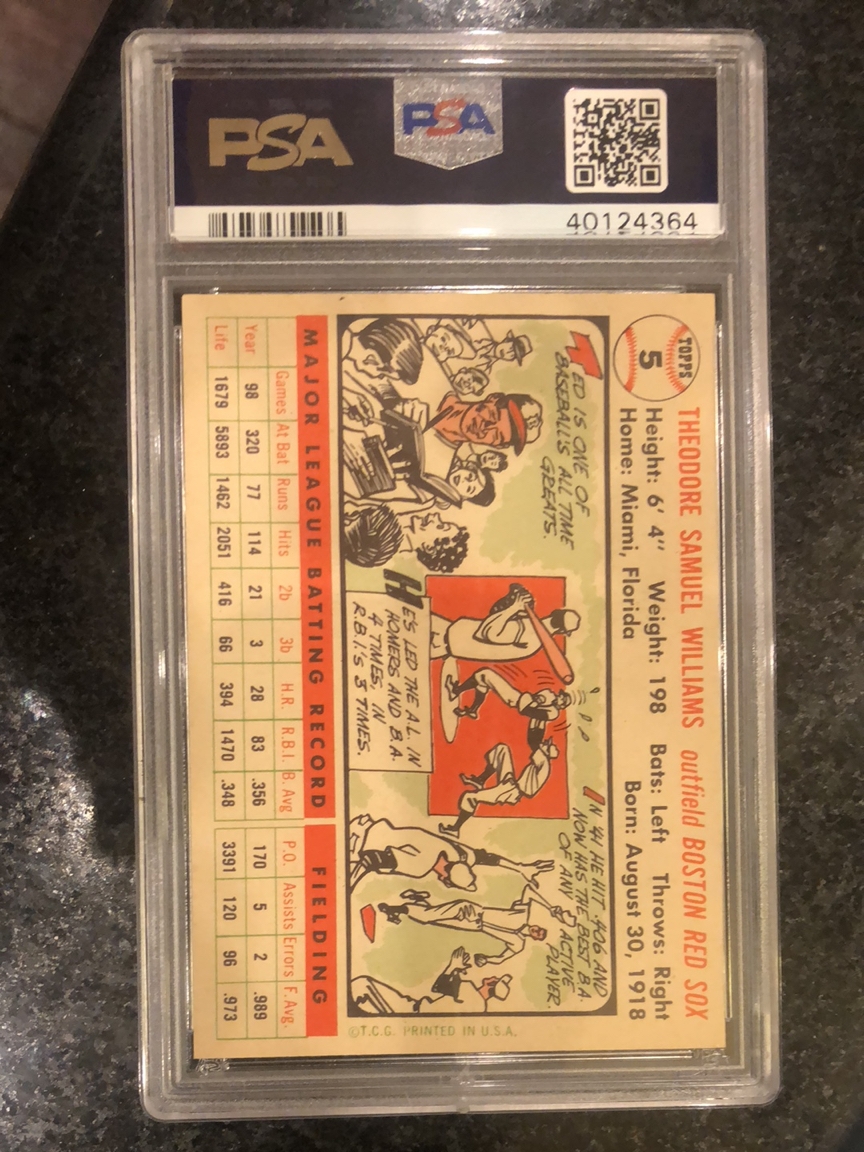 PSA
PSA
40124364
TOPPS
5
THEODORE SAMUEL WILLIAMS outfield BOSTON RED SOX
Height: 6' 4" Weight: 198 Bats: Left Throws: Right
Home: Miami, Florida Born: August 30, 1918
TED IS ONE OF
BASEBALL'S ALL TIME
GREATS.
HE'S LED THE A.L. IN
HOMERS AND B.A.
4 TIMES, IN
R.B.I.'S 3 TIMES.
IN '41 HE HIT .406 AND
NOW HAS THE BEST B.A.
OF ANY ACTIVE
PLAYER.
MAJOR LEAGUE BATTING RECORD FIELDING
Games At Bat Runs Hits 2b 3b H.R. R.B.I. B. Avg P.O. Assists Errors F. Avg.
Year 98 320 77 114 21 3 28 83 .356 170 5 2 .989
Life 1679 5893 1462 2051 416 66 394 1470 .348 3391 120 96 .973
©T.C.G. PRINTED IN U.S.A.